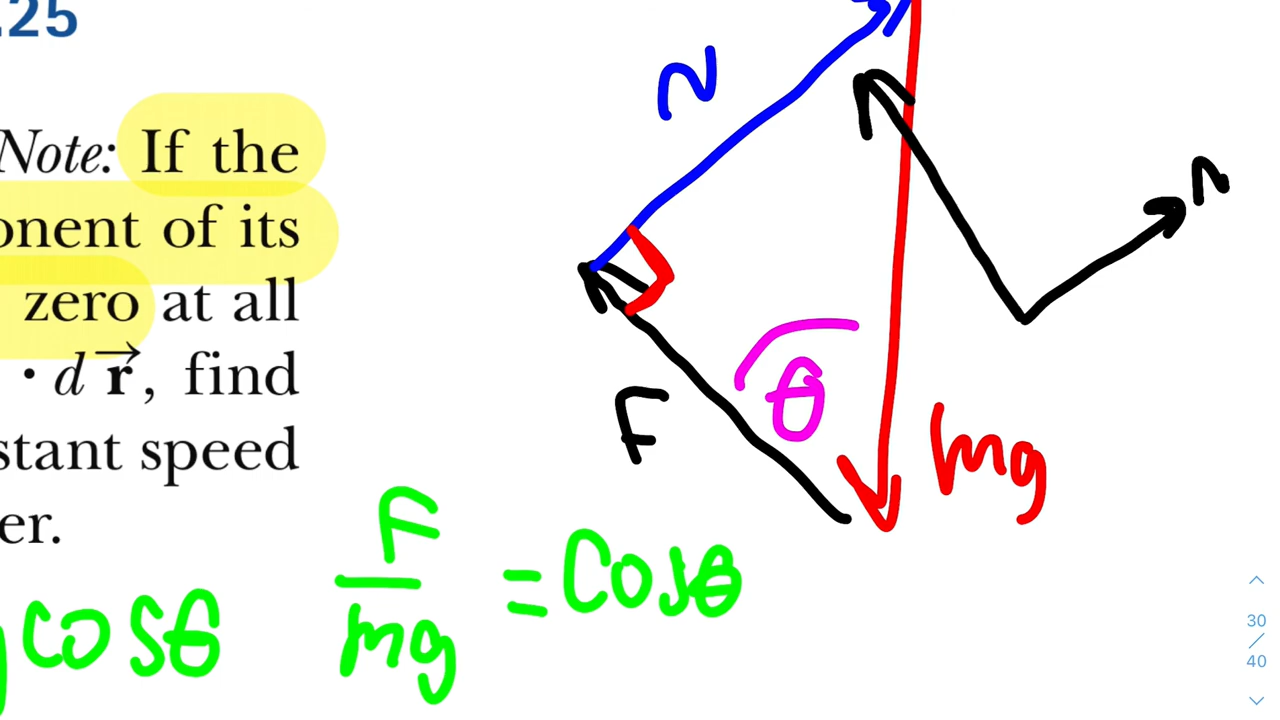 .25
Note: If the
onent of its
zero at all
· d r⃗, find
stant speed
er.
N
n
F
θ
mg
cosθ
F
mg
= Cosθ
30
/
40